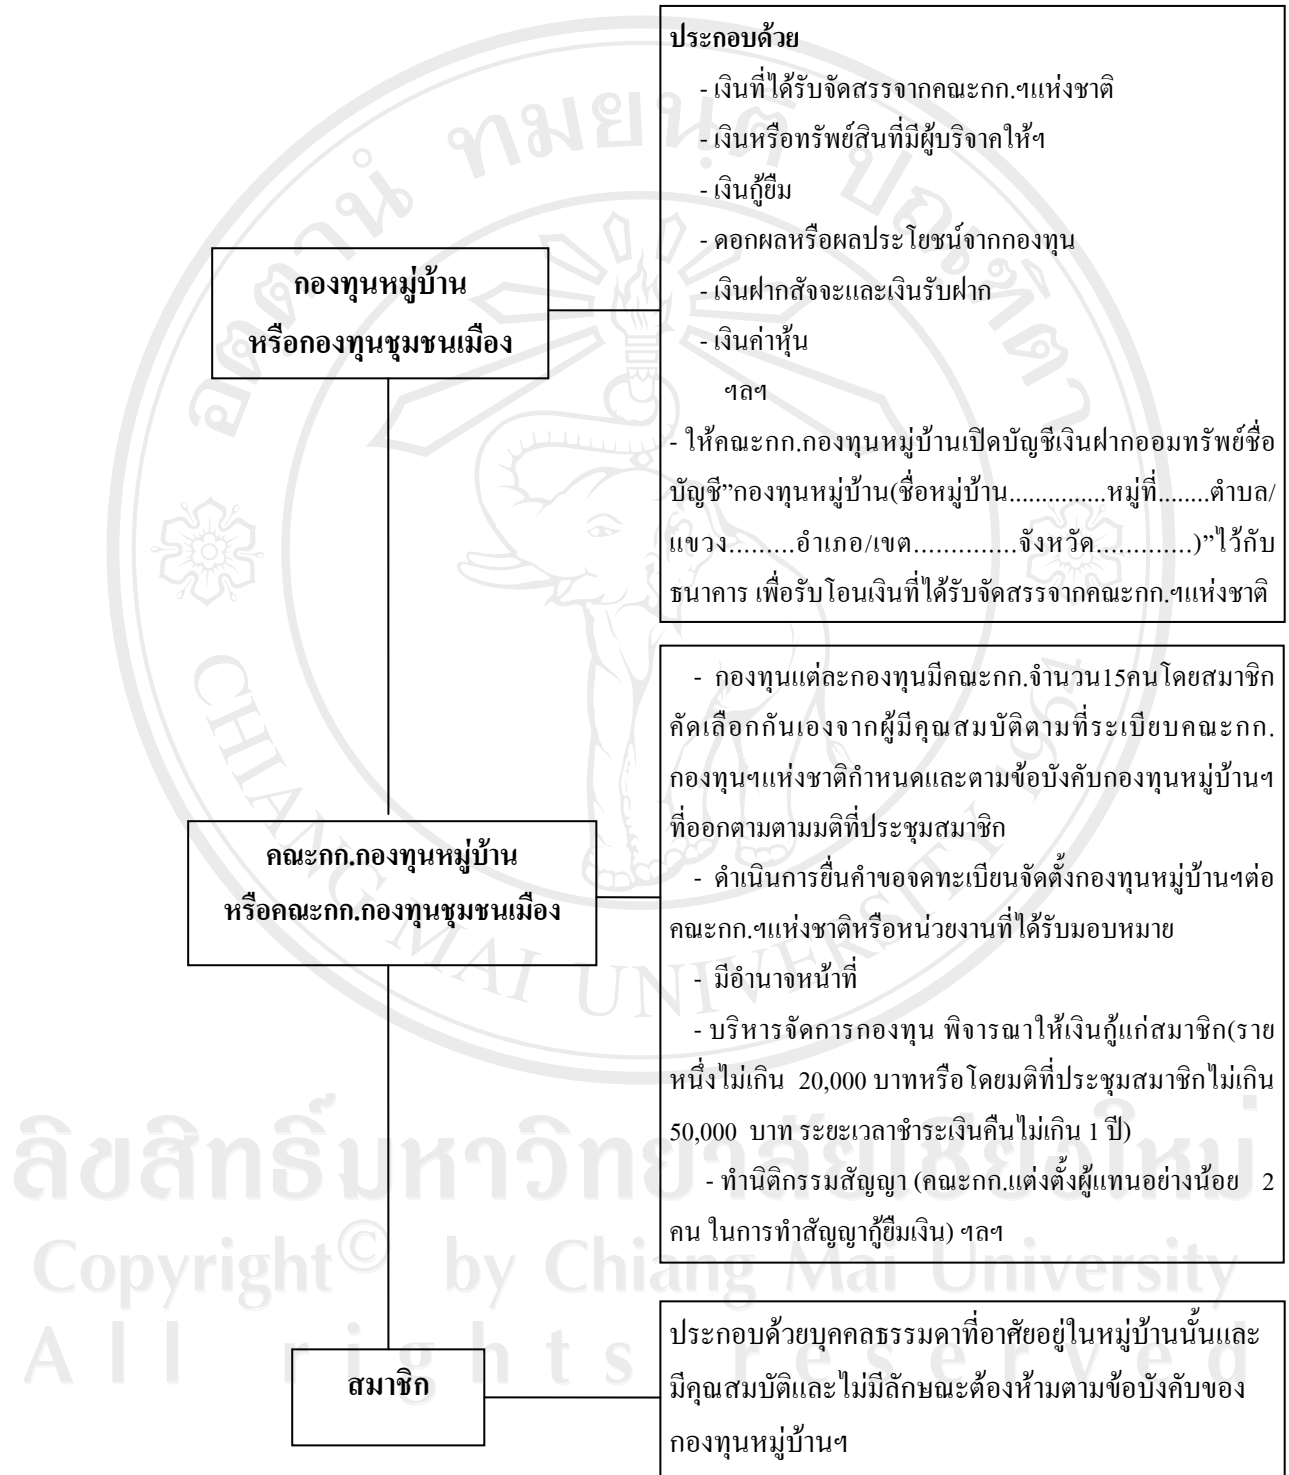 ประกอบด้วย
- เงินที่ได้รับจัดสรรจากคณะกก.ฯแห่งชาติ
- เงินหรือทรัพย์สินที่มีผู้บริจาคให้ฯ
- เงินกู้ยืม
- ดอกผลหรือผลประโยชน์จากกองทุน
- เงินฝากสัจจะและเงินรับฝาก
- เงินค่าหุ้น
ฯลฯ
- ให้คณะกก.กองทุนหมู่บ้านเปิดบัญชีเงินฝากออมทรัพย์ชื่อ
บัญชี”กองทุนหมู่บ้าน(ชื่อหมู่บ้าน...............หมู่ที่........ตำบล/
แขวง.........อำเภอ/เขต..............จังหวัด.............)”ไว้กับ
ธนาคาร เพื่อรับโอนเงินที่ได้รับจัดสรรจากคณะกก.ฯแห่งชาติ
กองทุนหมู่บ้าน
หรือกองทุนชุมชนเมือง
- กองทุนแต่ละกองทุนมีคณะกก.จำนวน15คนโดยสมาชิก
คัดเลือกกันเองจากผู้มีคุณสมบัติตามที่ระเบียบคณะกก.
กองทุนฯแห่งชาติกำหนดและตามข้อบังคับกองทุนหมู่บ้านฯ
ที่ออกตามตามมติที่ประชุมสมาชิก
- ดำเนินการยื่นคำขอจดทะเบียนจัดตั้งกองทุนหมู่บ้านฯต่อ
คณะกก.ฯแห่งชาติหรือหน่วยงานที่ได้รับมอบหมาย
- มีอำนาจหน้าที่
- บริหารจัดการกองทุน พิจารณาให้เงินกู้แก่สมาชิก(ราย
หนึ่งไม่เกิน 20,000 บาทหรือโดยมติที่ประชุมสมาชิกไม่เกิน
50,000 บาท ระยะเวลาชำระเงินคืนไม่เกิน 1 ปี)
- ทำนิติกรรมสัญญา (คณะกก.แต่งตั้งผู้แทนอย่างน้อย 2
คน ในการทำสัญญากู้ยืมเงิน) ฯลฯ
คณะกก.กองทุนหมู่บ้าน
หรือคณะกก.กองทุนชุมชนเมือง
ประกอบด้วยบุคคลธรรมดาที่อาศัยอยู่ในหมู่บ้านนั้นและ
มีคุณสมบัติและไม่มีลักษณะต้องห้ามตามข้อบังคับของ
กองทุนหมู่บ้านฯ
สมาชิก
อตฺตานํ ทมยนฺติ ปณฺฑิตา
CHIANG MAI UNIVERSITY 1964
ลิขสิทธิ์มหาวิทยาลัยเชียงใหม่
Copyright© by Chiang Mai University
All rights reserved